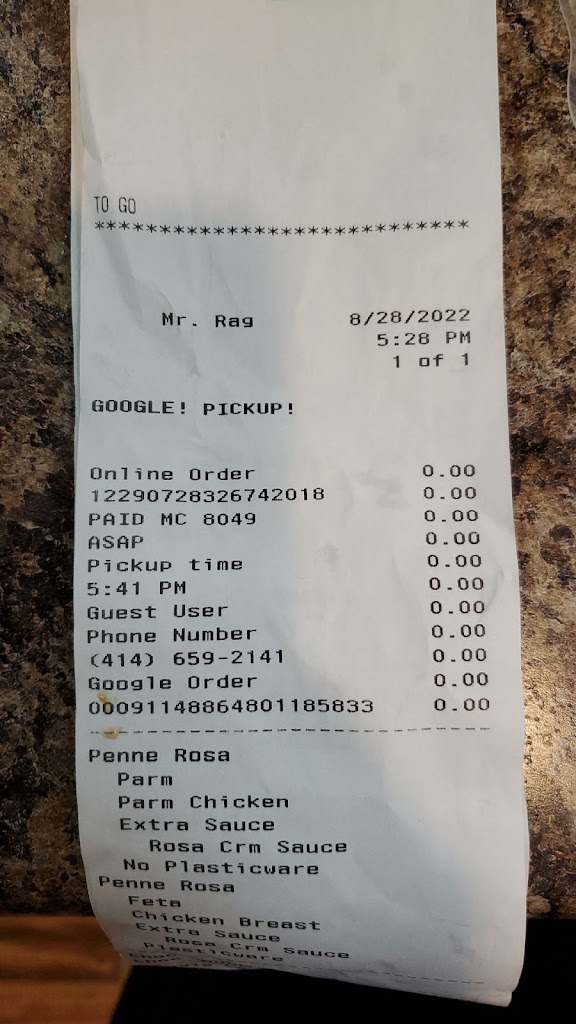 TO GO
*****************************
Mr. Rag 8/28/2022
5:28 PM
1 of 1
GOOGLE! PICKUP!
Online Order 0.00
12290728326742018 0.00
PAID MC 8049 0.00
ASAP 0.00
Pickup time 0.00
5:41 PM 0.00
Guest User 0.00
Phone Number 0.00
(414) 659-2141 0.00
Google Order 0.00
00091148864801185833 0.00
Penne Rosa
Parm
Parm Chicken
Extra Sauce
Rosa Crm Sauce
No Plasticware
Penne Rosa
Feta
Chicken Breast
Extra Sauce
Rosa Crm Sauce
Plasticware